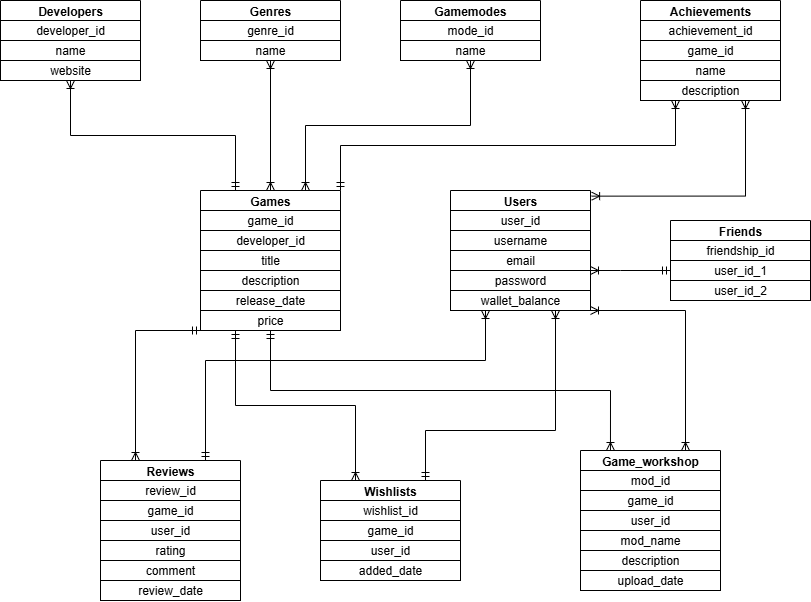 Developers
developer_id
name
website
Genres
genre_id
name
Gamemodes
mode_id
name
Achievements
achievement_id
game_id
name
description
Games
game_id
developer_id
title
description
release_date
price
Users
user_id
username
email
password
wallet_balance
Friends
friendship_id
user_id_1
user_id_2
Reviews
review_id
game_id
user_id
rating
comment
review_date
Wishlists
wishlist_id
game_id
user_id
added_date
Game_workshop
mod_id
game_id
user_id
mod_name
description
upload_date